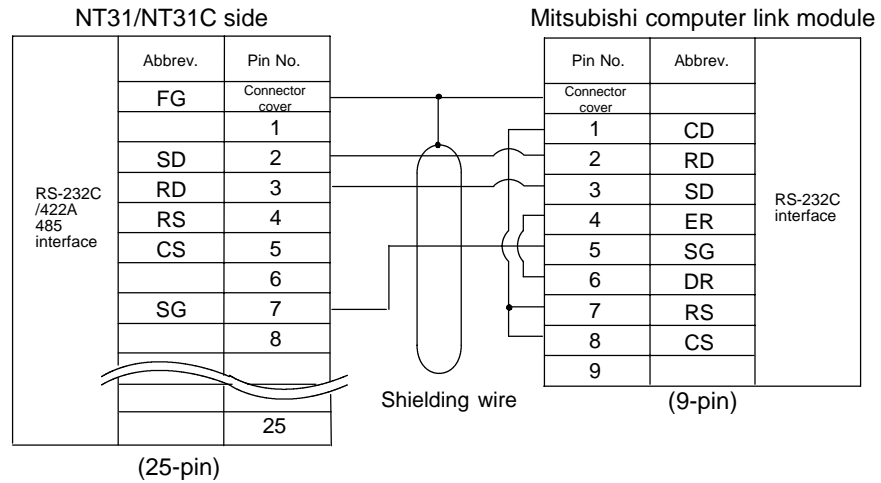 NT31/NT31C side
Mitsubishi computer link module
Abbrev. Pin No.
FG Connector cover
1
SD 2
RD 3
RS 4
CS 5
6
SG 7
8
25
RS-232C
/422A
485
interface
(25-pin)
Shielding wire
Pin No. Abbrev.
Connector cover
1 CD
2 RD
3 SD
4 ER
5 SG
6 DR
7 RS
8 CS
9
RS-232C
interface
(9-pin)